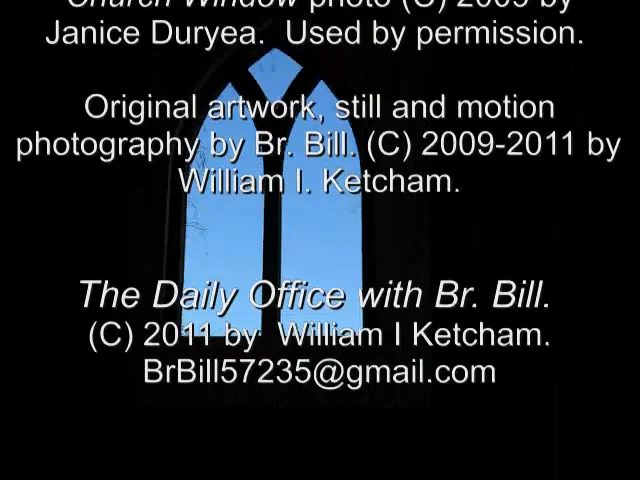 Church Window photo (C) 2009 by
Janice Duryea.  Used by permission.
Original artwork, still and motion
photography by Br. Bill. (C) 2009-2011 by
William I. Ketcham.
The Daily Office with Br. Bill.
(C) 2011 by  William I Ketcham.
BrBill57235@gmail.com